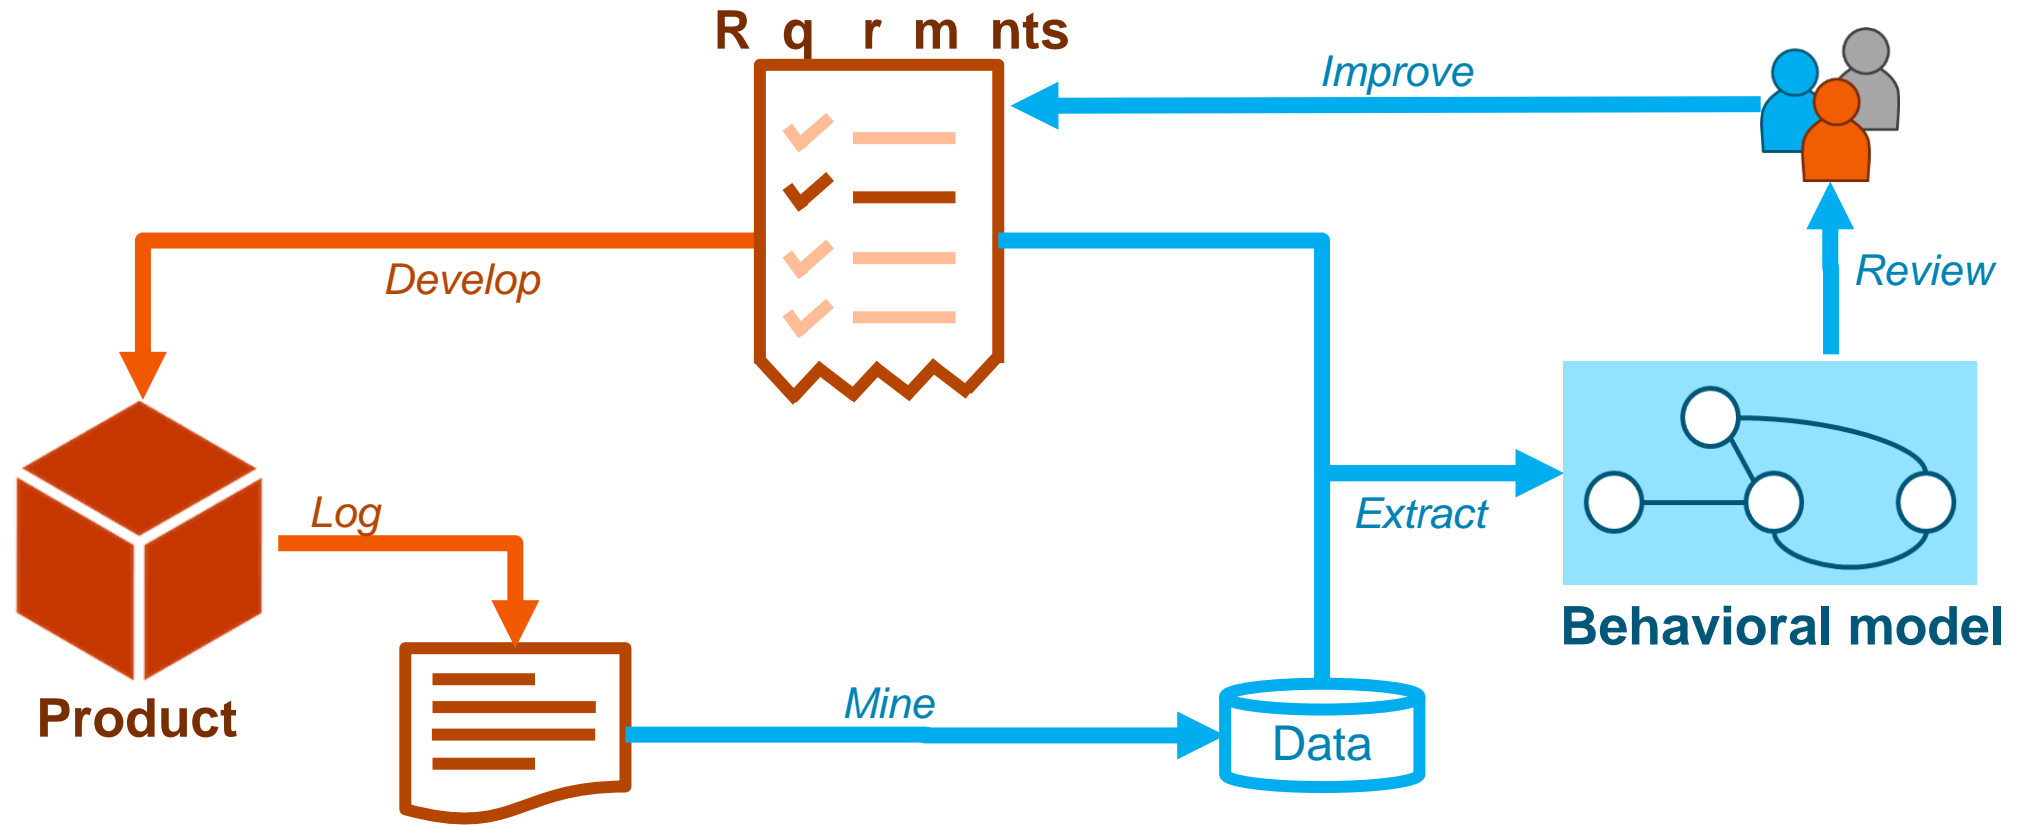 R q r m nts
Improve
Develop
Review
Log
Extract
Behavioral model
Product
Mine
Data